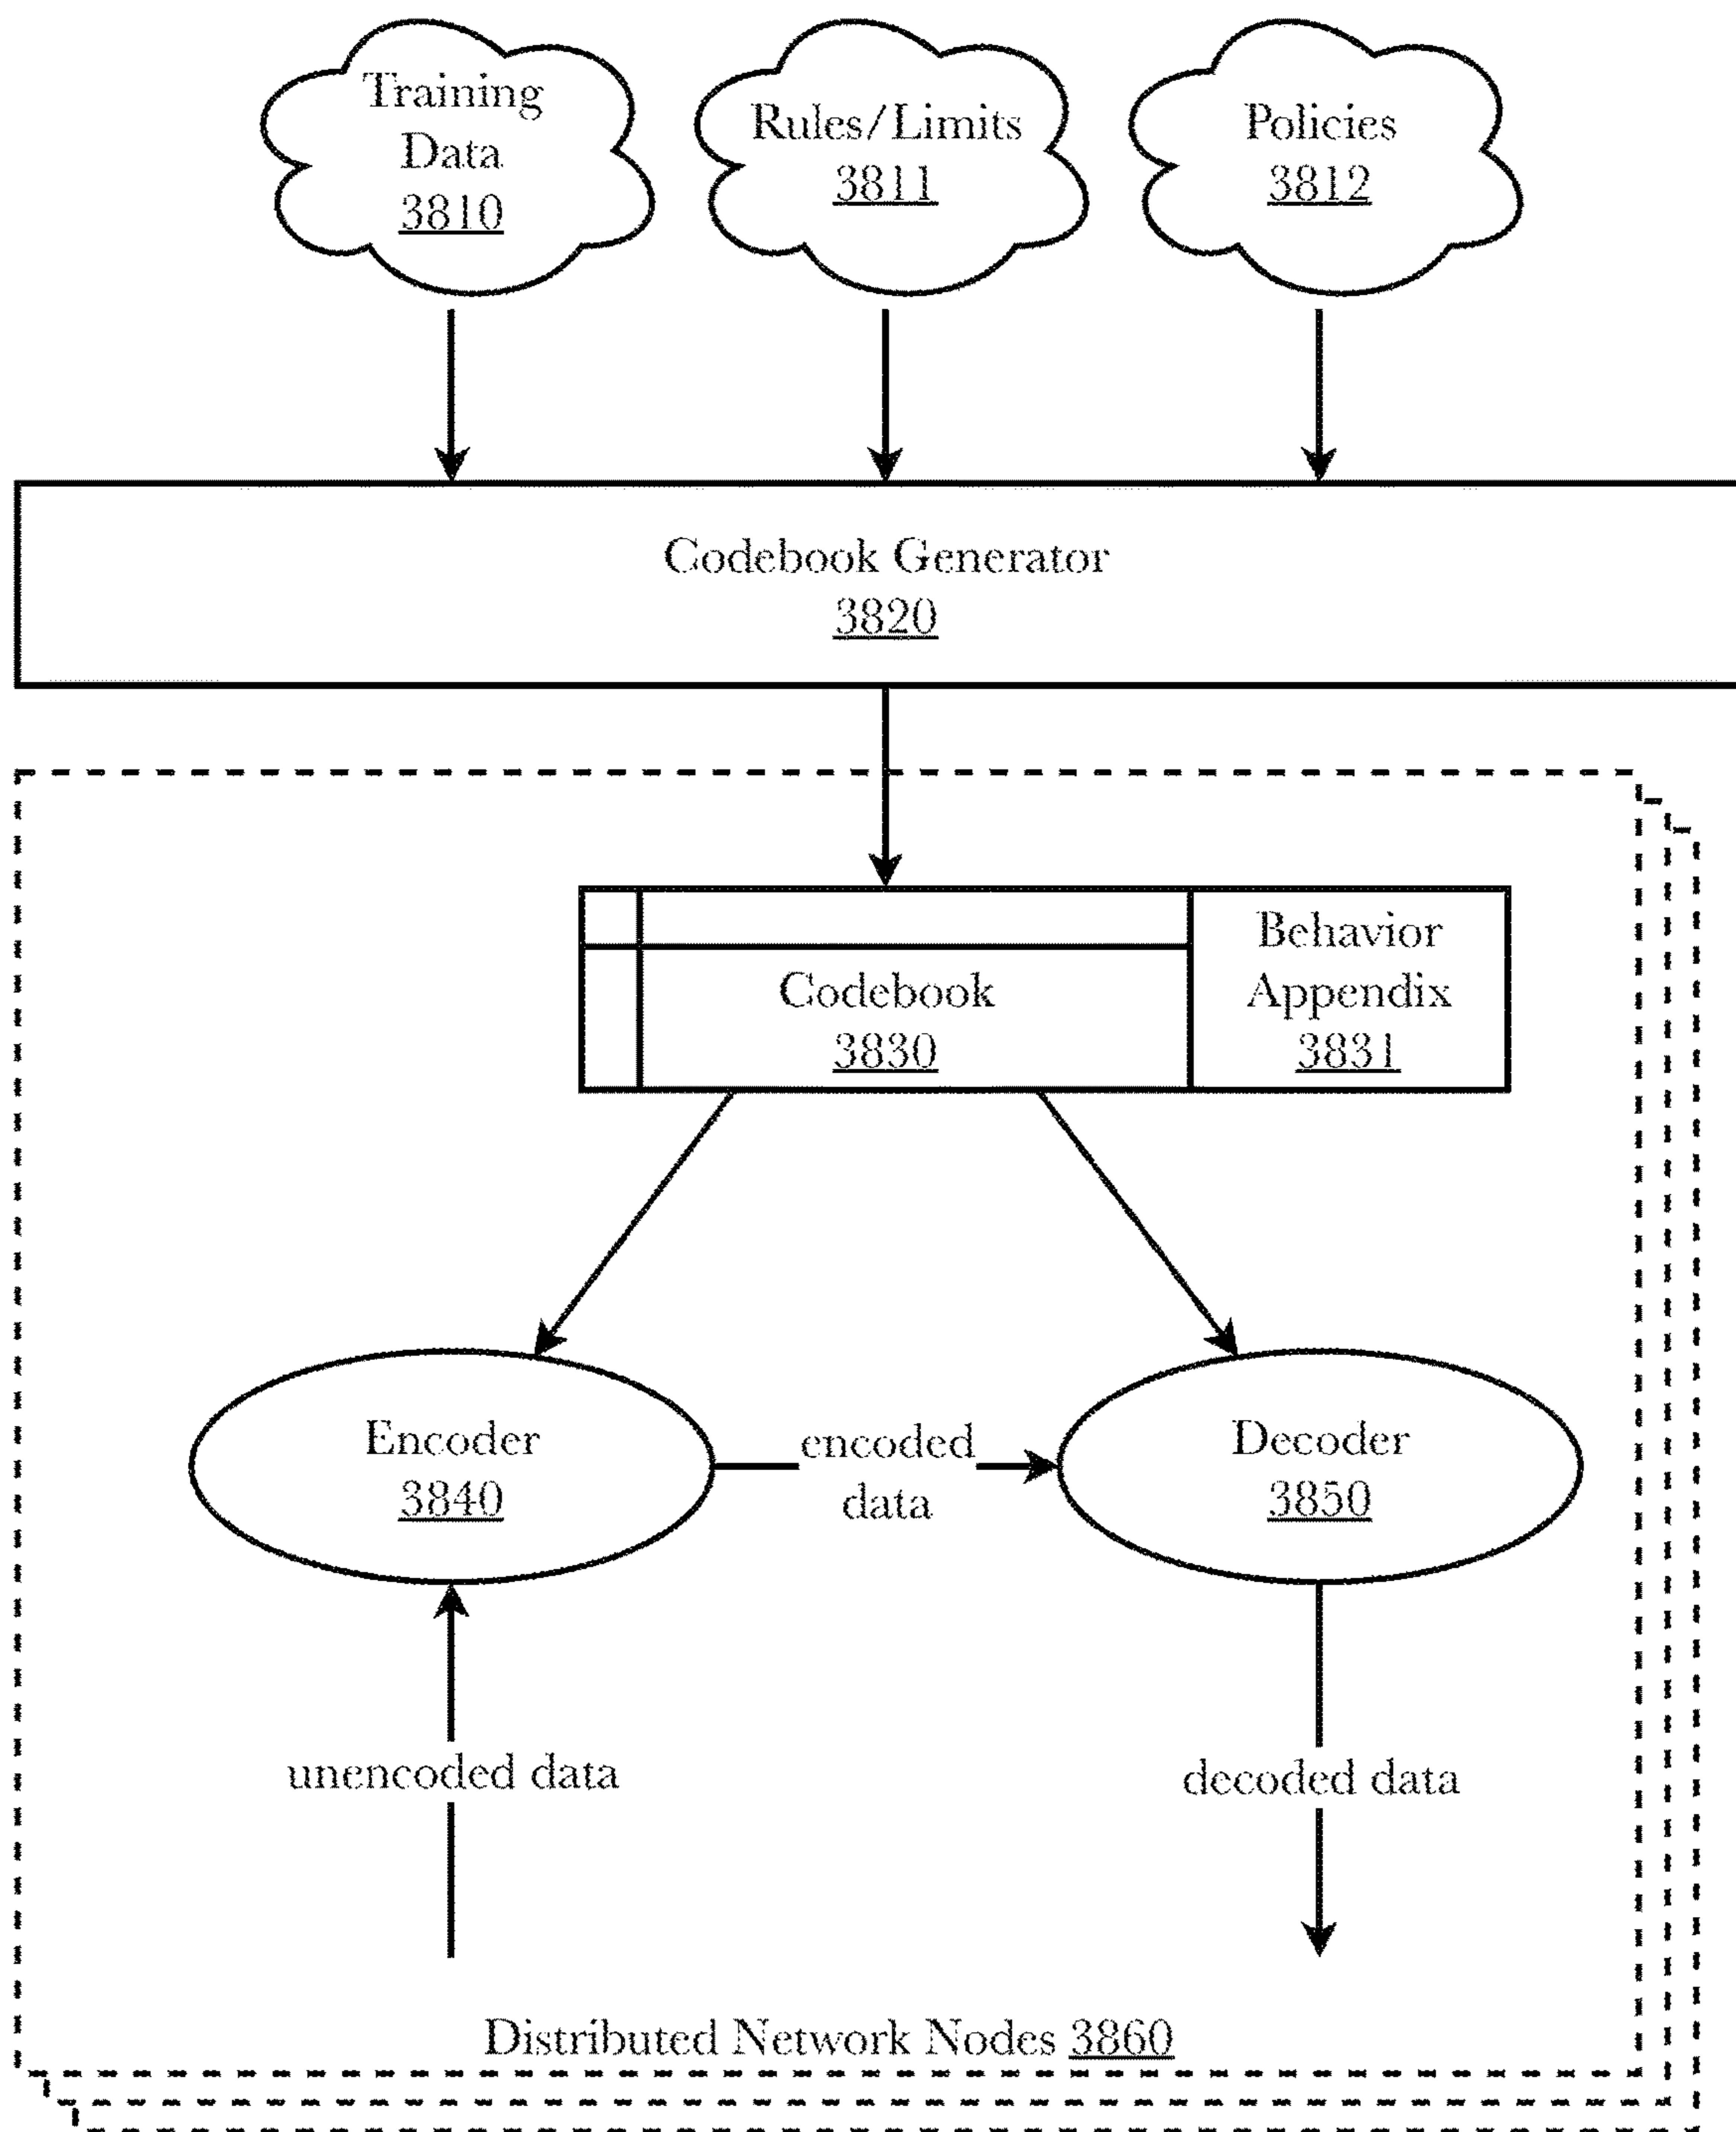 Training
Data
3810
Rules/Limits
3811
Policies
3812
Codebook Generator
3820
Codebook
3830
Behavior
Appendix
3831
Encoder
3840
encoded
data
Decoder
3850
unencoded data
decoded data
Distributed Network Nodes 3860